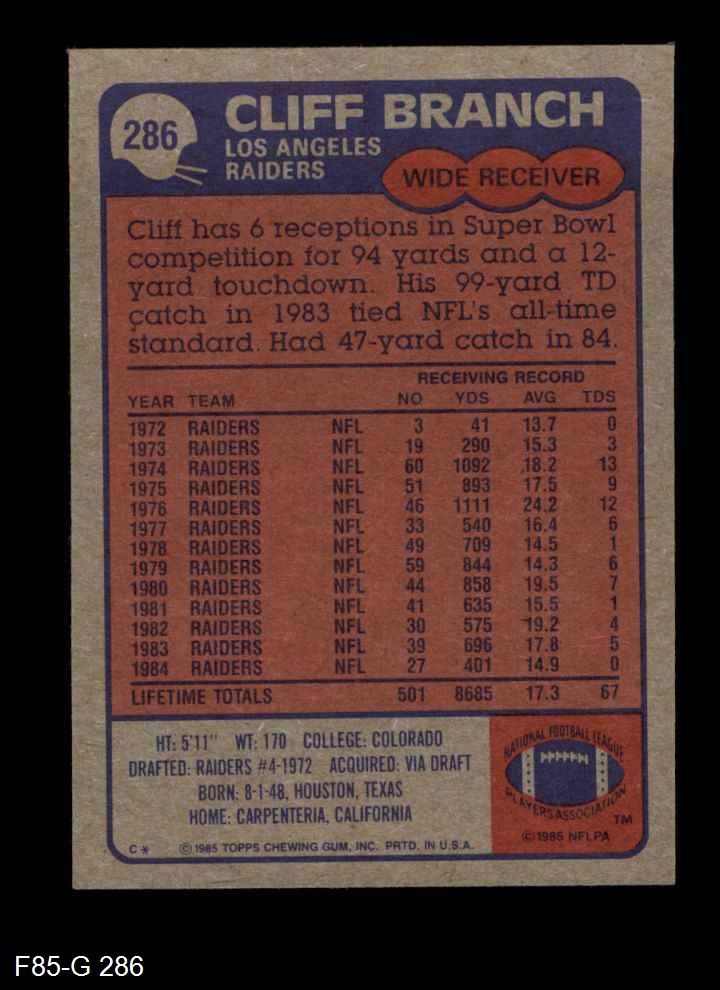 286
CLIFF BRANCH
LOS ANGELES
RAIDERS
WIDE RECEIVER
Cliff has 6 receptions in Super Bowl
competition for 94 yards and a 12-
yard touchdown. His 99-yard TD
catch in 1983 tied NFL's all-time
standard. Had 47-yard catch in 84.
RECEIVING RECORD
YEAR TEAM NO YDS AVG TDS
1972 RAIDERS NFL 3 41 13.7 0
1973 RAIDERS NFL 19 290 15.3 3
1974 RAIDERS NFL 60 1092 18.2 13
1975 RAIDERS NFL 51 893 17.5 9
1976 RAIDERS NFL 46 1111 24.2 12
1977 RAIDERS NFL 33 540 16.4 6
1978 RAIDERS NFL 49 709 14.5 1
1979 RAIDERS NFL 59 844 14.3 6
1980 RAIDERS NFL 44 858 19.5 7
1981 RAIDERS NFL 41 635 15.5 1
1982 RAIDERS NFL 30 575 19.2 4
1983 RAIDERS NFL 39 696 17.8 5
1984 RAIDERS NFL 27 401 14.9 0
LIFETIME TOTALS 501 8685 17.3 67
HT: 5'11" WT: 170 COLLEGE: COLORADO
DRAFTED: RAIDERS #4-1972 ACQUIRED: VIA DRAFT
BORN: 8-1-48, HOUSTON, TEXAS
HOME: CARPENTERIA, CALIFORNIA
C* ©1985 TOPPS CHEWING GUM, INC. PRTD. IN U.S.A.
NATIONAL FOOTBALL LEAGUE
PLAYERS ASSOCIATION
TM
©1985 NFLPA
F85-G 286